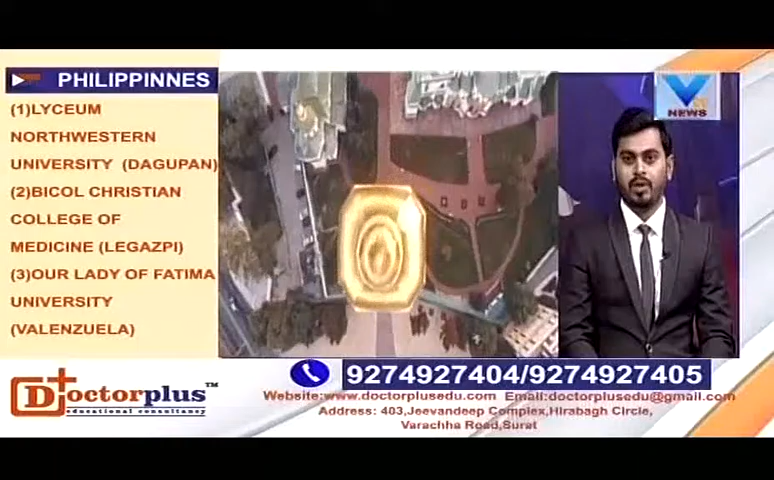 PHILIPPINNES
(1)LYCEUM
NORTHWESTERN
UNIVERSITY (DAGUPAN)
(2)BICOL CHRISTIAN
COLLEGE OF
MEDICINE (LEGAZPI)
(3)OUR LADY OF FATIMA
UNIVERSITY
(VALENZUELA)
NEWS
Doctorplus™
educational consultancy
9274927404/9274927405
Website:www.doctorplusedu.com Email:doctorplusedu@gmail.com
Address: 403,Jeevandeep Complex,Hirabagh Circle,
Varachha Road,Surat